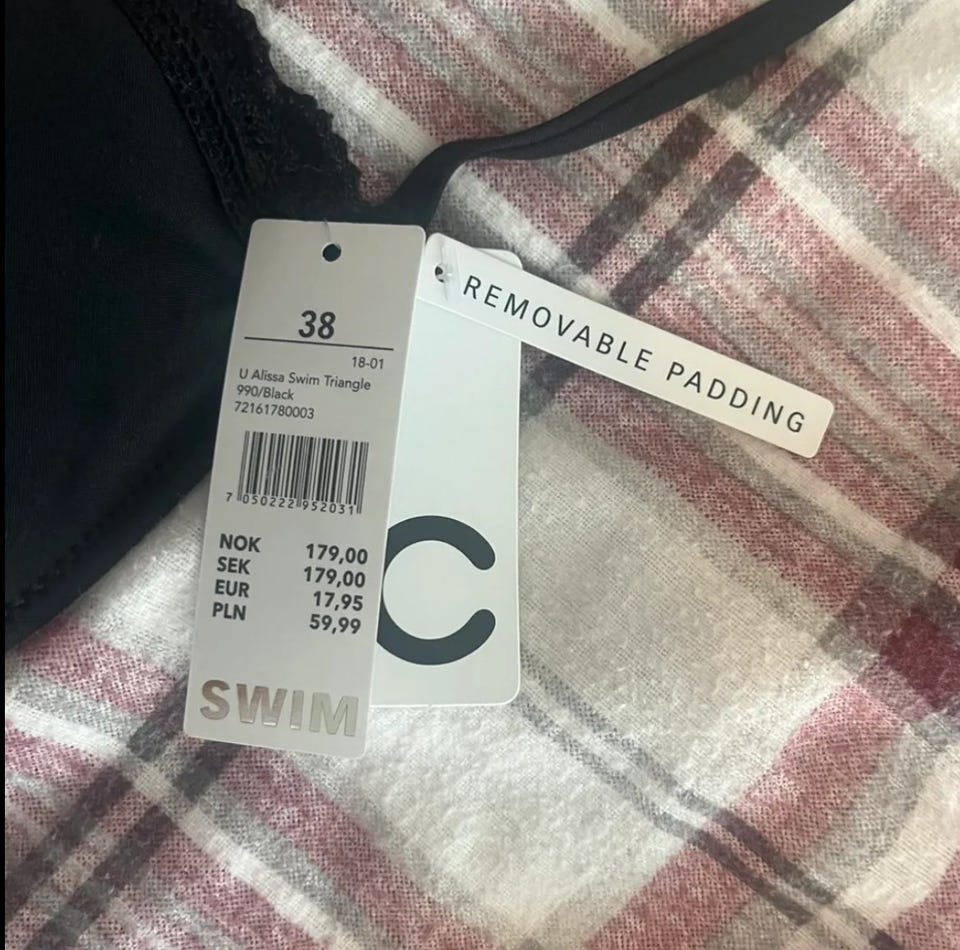 38
18-01
U Alissa Swim Triangle
990/Black
72161780003
7 050222 952031
NOK 179,00
SEK 179,00
EUR 17,95
PLN 59,99
SWIM
REMOVABLE PADDING
C